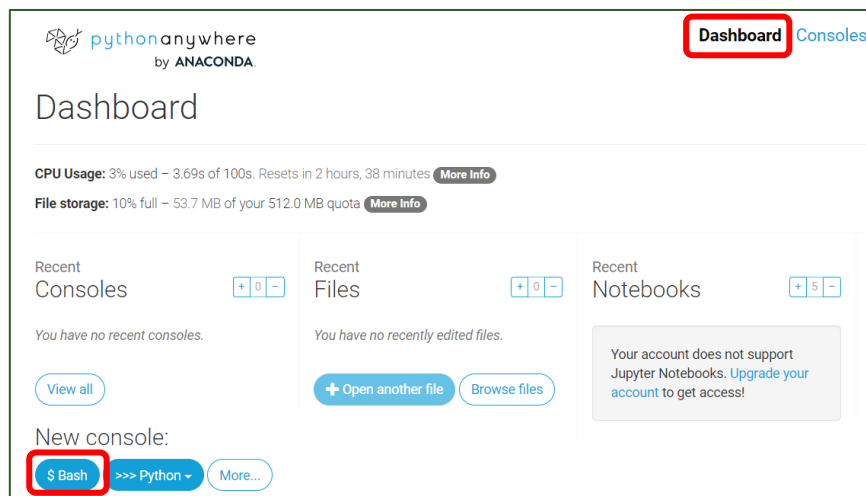 pythonanywhere
by ANACONDA.
Dashboard Consoles
Dashboard
CPU Usage: 3% used – 3.69s of 100s. Resets in 2 hours, 38 minutes More Info
File storage: 10% full – 53.7 MB of your 512.0 MB quota More Info
Recent
Consoles
+ 0 -
You have no recent consoles.
View all
Recent
Files
+ 0 -
You have no recently edited files.
+ Open another file Browse files
Recent
Notebooks
+ 5 -
Your account does not support
Jupyter Notebooks. Upgrade your
account to get access!
New console:
$ Bash >>> Python More...